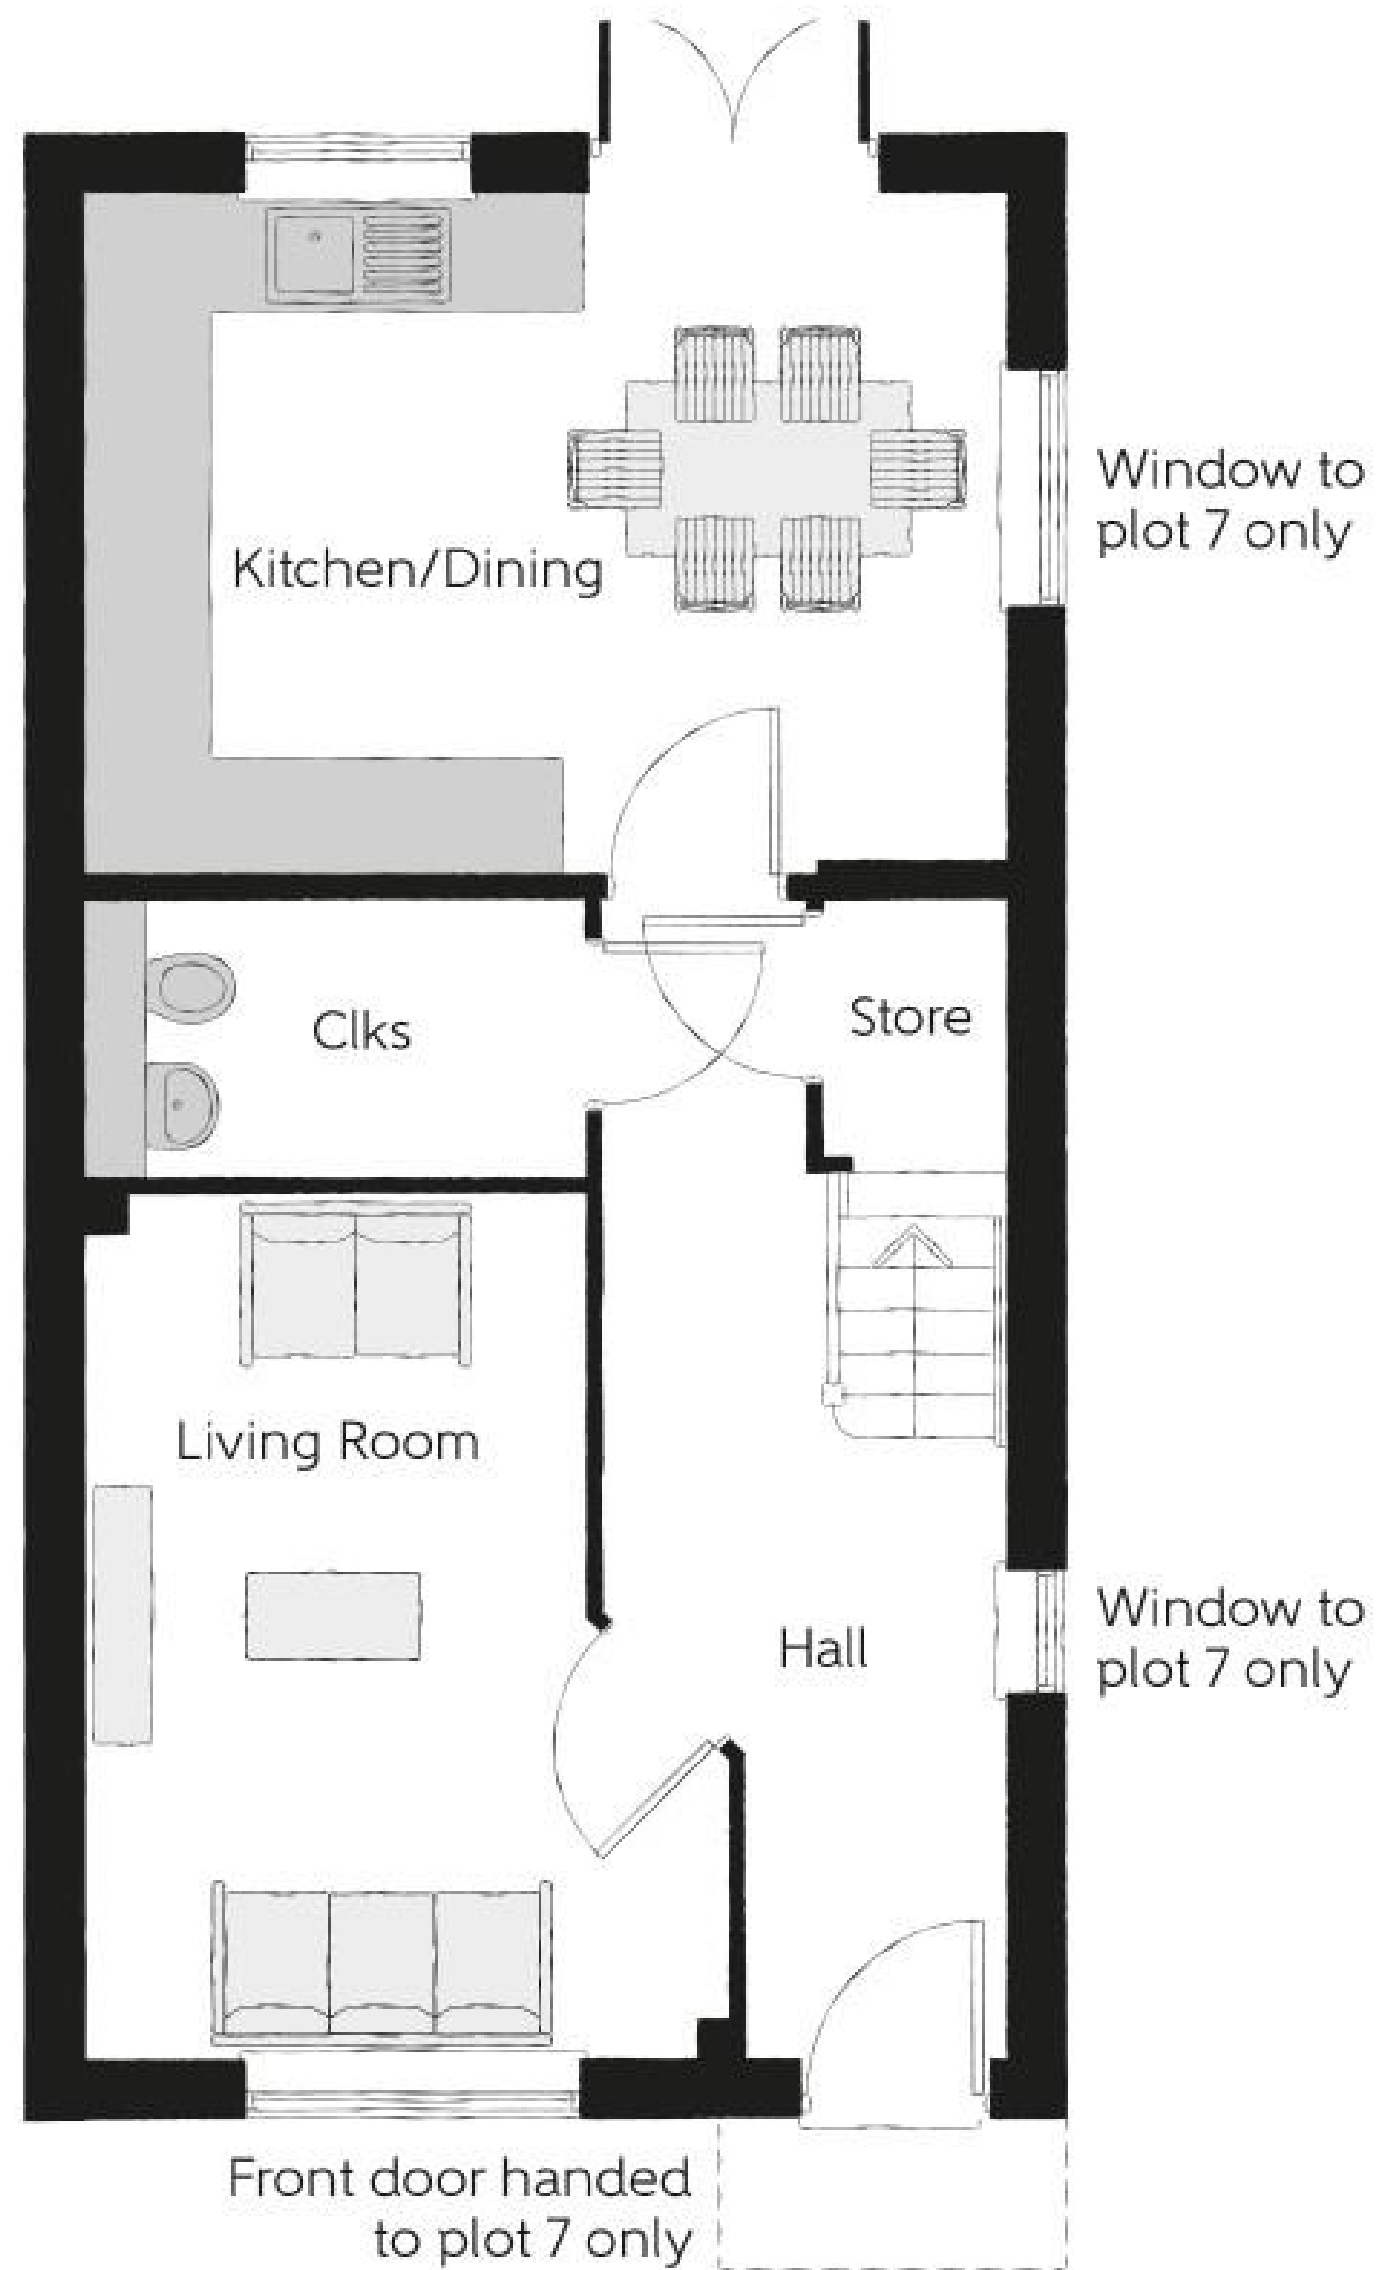 Window to
plot 7 only
Kitchen/Dining
Store
Clks
Living Room
Window to
plot 7 only
Hall
Front door handed
to plot 7 only